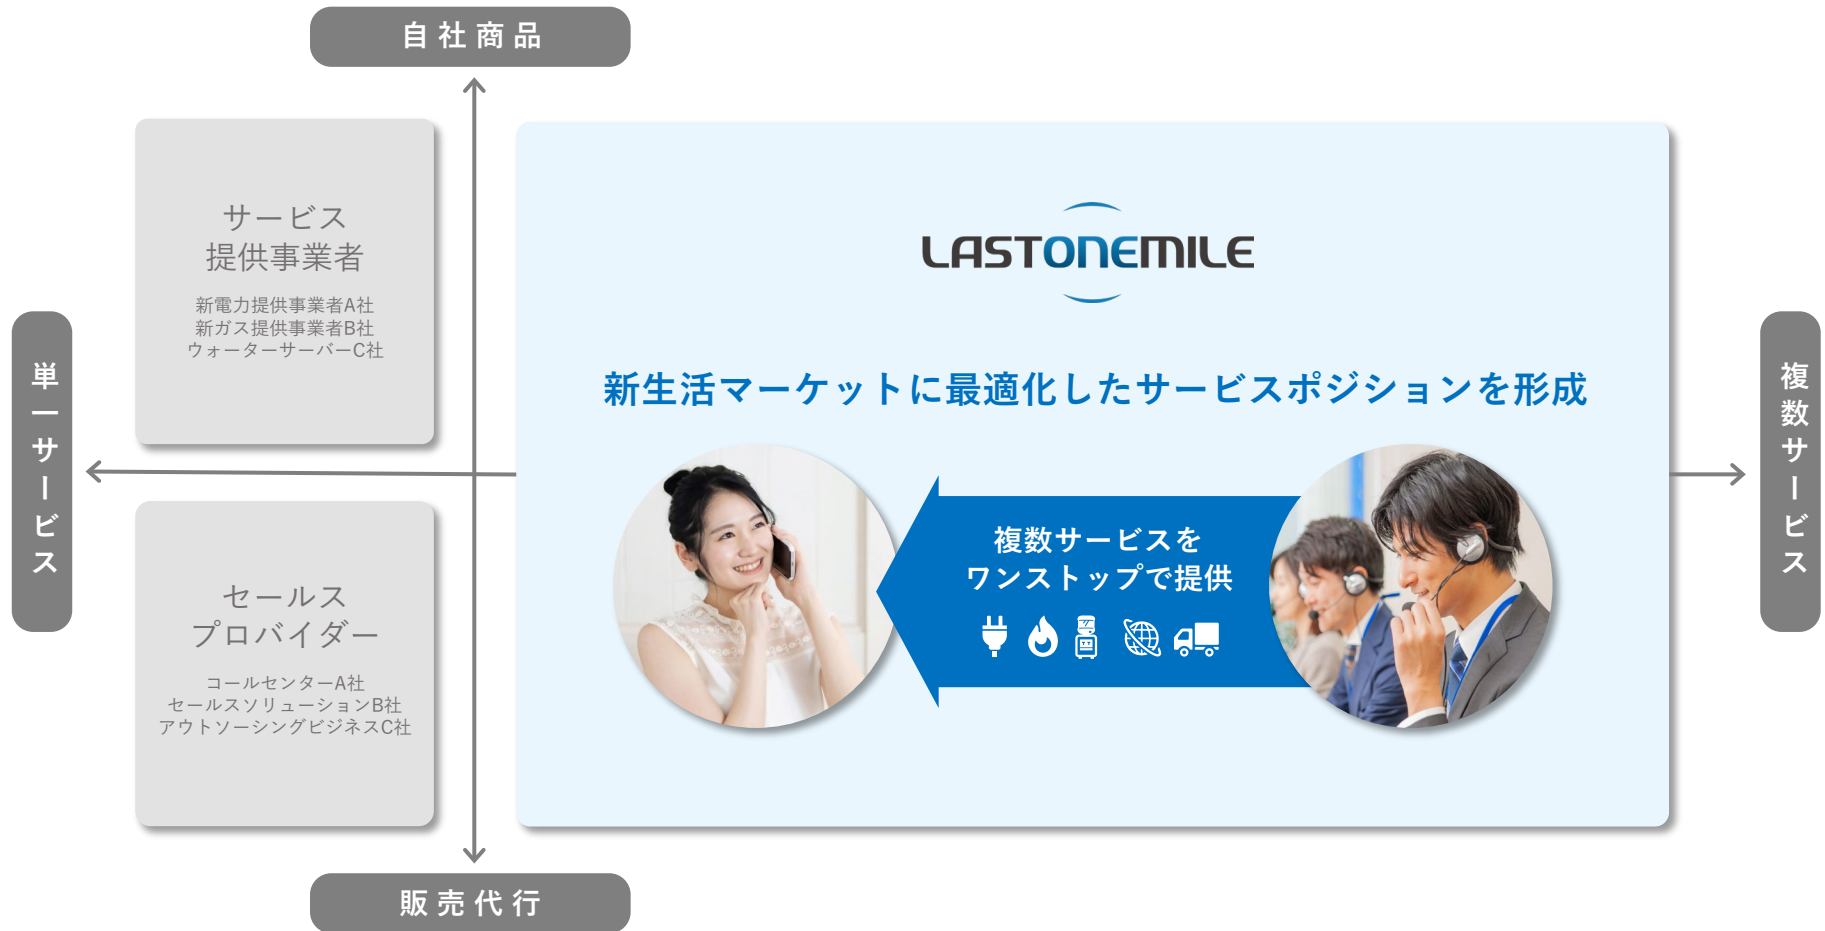 自社商品
サービス
提供事業者
新電力提供事業者A社
新ガス提供事業者B社
ウォーターサーバーC社
LASTONEMILE
新生活マーケットに最適化したサービスポジションを形成
単一サービス
複数サービス
複数サービスを
ワンストップで提供
セールス
プロバイダー
コールセンターA社
セールスソリューションB社
アウトソーシングビジネスC社
販売代行